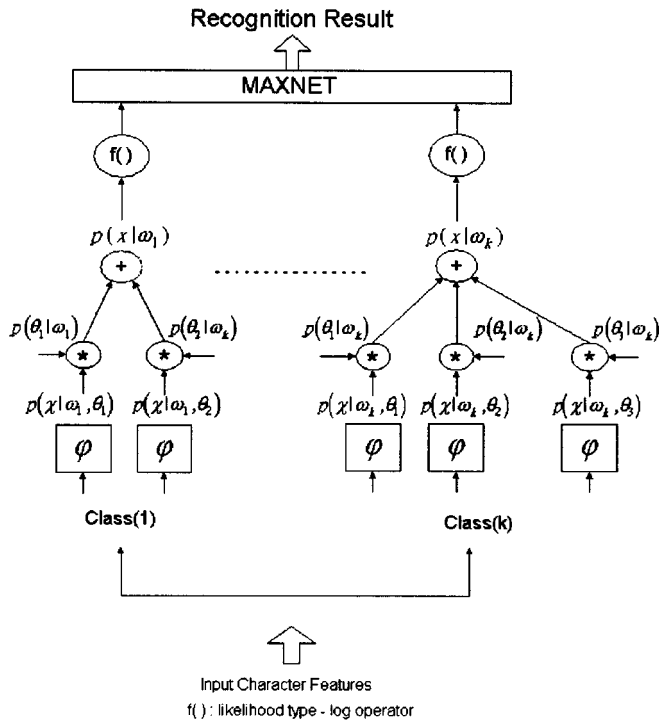 Recognition Result
MAXNET
f( ) f( )
p(x|ω₁) p(x|ωₖ)
+ ............... +
p(θ₁|ω₁) p(θ₂|ωₖ) p(θ₁|ωₖ) p(θ₂|ωₖ) p(θ₃|ωₖ)
* * * * *
p(χ|ω₁,θ₁) p(χ|ω₁,θ₂) p(χ|ωₖ,θ₁) p(χ|ωₖ,θ₂) p(χ|ωₖ,θ₃)
φ φ φ φ φ
Class(1) Class(k)
Input Character Features
f( ) : likelihood type - log operator